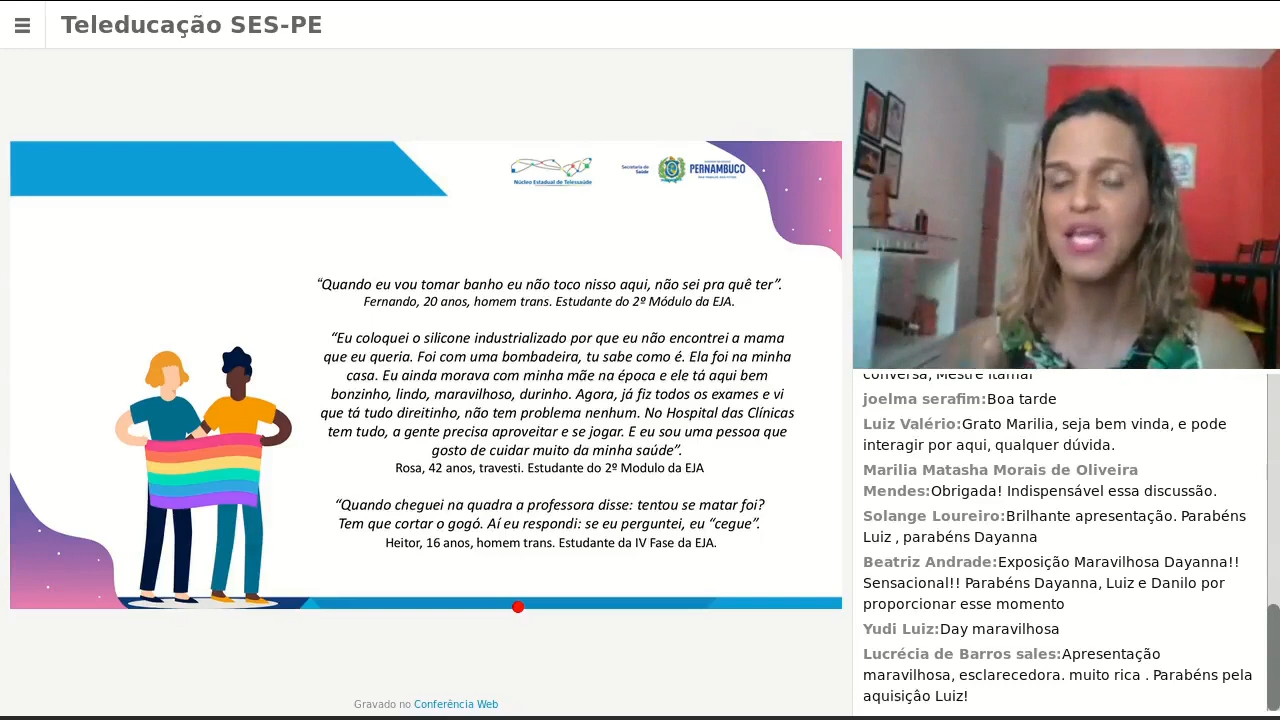 Teleducação SES-PE
Núcleo Estadual de Telessaúde
Secretaria de
Saúde
PERNAMBUCO
“Quando eu vou tomar banho eu não toco nisso aqui, não sei pra quê ter”.
Fernando, 20 anos, homem trans. Estudante do 2º Módulo da EJA.
“Eu coloquei o silicone industrializado por que eu não encontrei a mama
que eu queria. Foi com uma bombadeira, tu sabe como é. Ela foi na minha
casa. Eu ainda morava com minha mãe na época e ele tá aqui bem
bonzinho, lindo, maravilhoso, durinho. Agora, já fiz todos os exames e vi
que tá tudo direitinho, não tem problema nenhum. No Hospital das Clínicas
tem tudo, a gente precisa aproveitar e se jogar. E eu sou uma pessoa que
gosto de cuidar muito da minha saúde”.
Rosa, 42 anos, travesti. Estudante do 2º Modulo da EJA
“Quando cheguei na quadra a professora disse: tentou se matar foi?
Tem que cortar o gogó. Aí eu respondi: se eu perguntei, eu “cegue”.
Heitor, 16 anos, homem trans. Estudante da IV Fase da EJA.
Gravado no Conferência Web
conversa, Mestre Itamar
joelma serafim:Boa tarde
Luiz Valério:Grato Marilia, seja bem vinda, e pode
interagir por aqui, qualquer dúvida.
Marilia Matasha Morais de Oliveira
Mendes:Obrigada! Indispensável essa discussão.
Solange Loureiro:Brilhante apresentação. Parabéns
Luiz , parabéns Dayanna
Beatriz Andrade:Exposição Maravilhosa Dayanna!!
Sensacional!! Parabéns Dayanna, Luiz e Danilo por
proporcionar esse momento
Yudi Luiz:Day maravilhosa
Lucrécia de Barros sales:Apresentação
maravilhosa, esclarecedora. muito rica . Parabéns pela
aquisição Luiz!